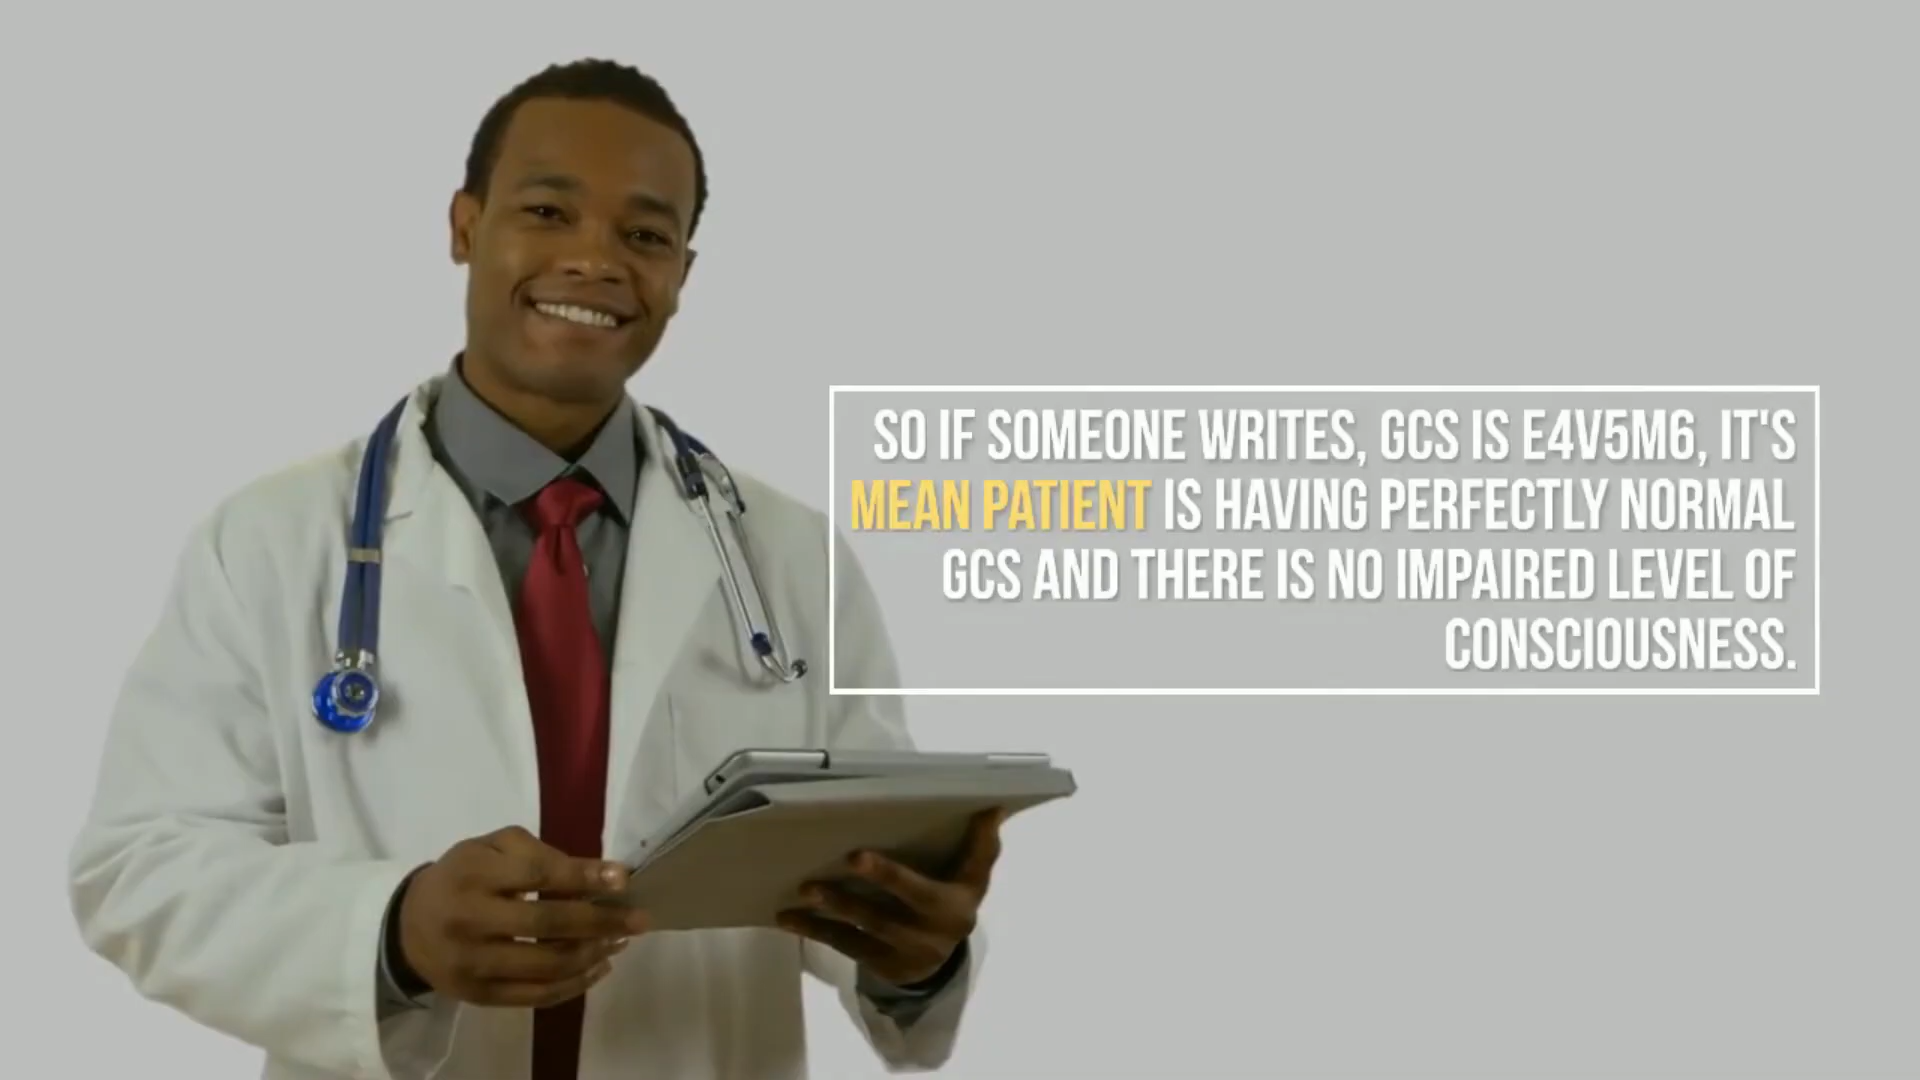 SO IF SOMEONE WRITES, GCS IS E4V5M6, IT'S
MEAN PATIENT IS HAVING PERFECTLY NORMAL
GCS AND THERE IS NO IMPAIRED LEVEL OF
CONSCIOUSNESS.